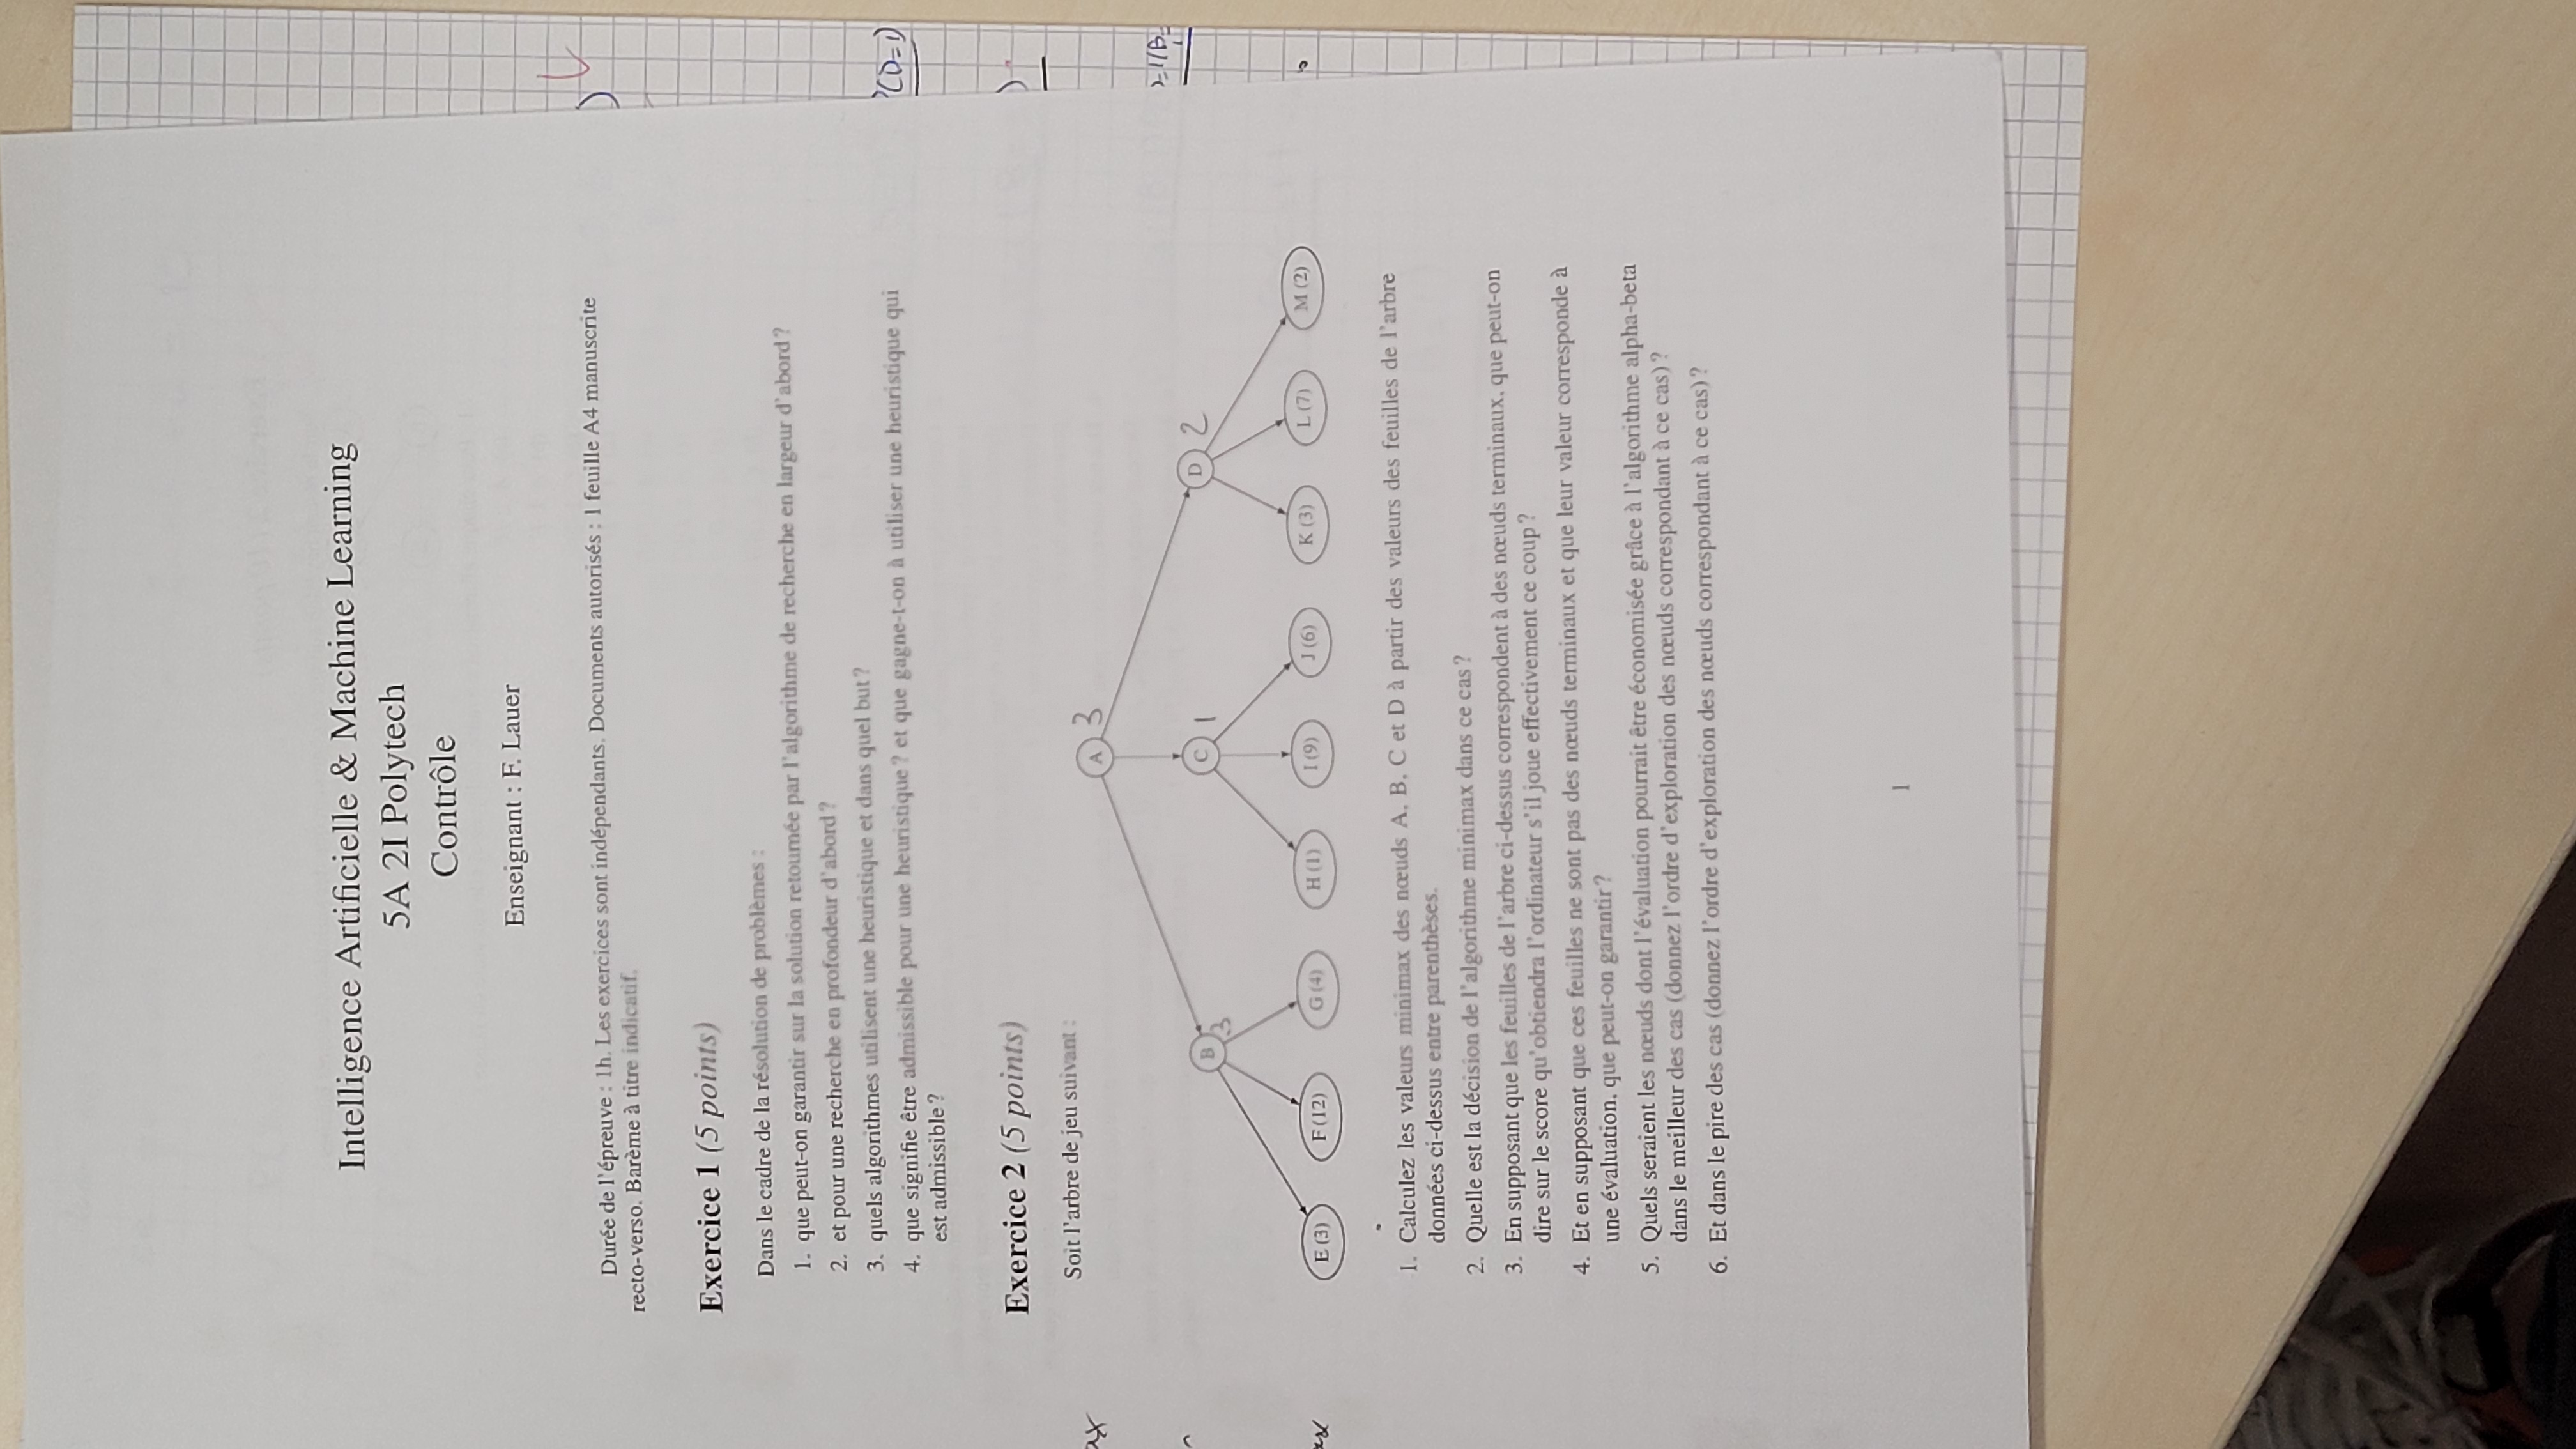 Intelligence Artificielle & Machine Learning
5A 2I Polytech
Contrôle
Enseignant : F. Lauer
Durée de l'épreuve : 1h. Les exercices sont indépendants. Documents autorisés : 1 feuille A4 manuscrite
recto-verso. Barème à titre indicatif.
Exercice 1 (5 points)
Dans le cadre de la résolution de problèmes :
1. que peut-on garantir sur la solution retournée par l'algorithme de recherche en largeur d'abord ?
2. et pour une recherche en profondeur d'abord ?
3. quels algorithmes utilisent une heuristique et dans quel but ?
4. que signifie être admissible pour une heuristique ? et que gagne-t-on à utiliser une heuristique qui
est admissible ?
P(D=1)
Exercice 2 (5 points)
Soit l'arbre de jeu suivant :
A 3
B 3 C 1 D 2
E (3) F (12) G (4) H (1) I (9) J (6) K (3) L (7) M (2)
1. Calculez les valeurs minimax des nœuds A, B, C et D à partir des valeurs des feuilles de l'arbre
données ci-dessus entre parenthèses.
2. Quelle est la décision de l'algorithme minimax dans ce cas ?
3. En supposant que les feuilles de l'arbre ci-dessus correspondent à des nœuds terminaux, que peut-on
dire sur le score qu'obtiendra l'ordinateur s'il joue effectivement ce coup ?
4. Et en supposant que ces feuilles ne sont pas des nœuds terminaux et que leur valeur corresponde à
une évaluation, que peut-on garantir ?
5. Quels seraient les nœuds dont l'évaluation pourrait être économisée grâce à l'algorithme alpha-beta
dans le meilleur des cas (donnez l'ordre d'exploration des nœuds correspondant à ce cas) ?
6. Et dans le pire des cas (donnez l'ordre d'exploration des nœuds correspondant à ce cas) ?
1